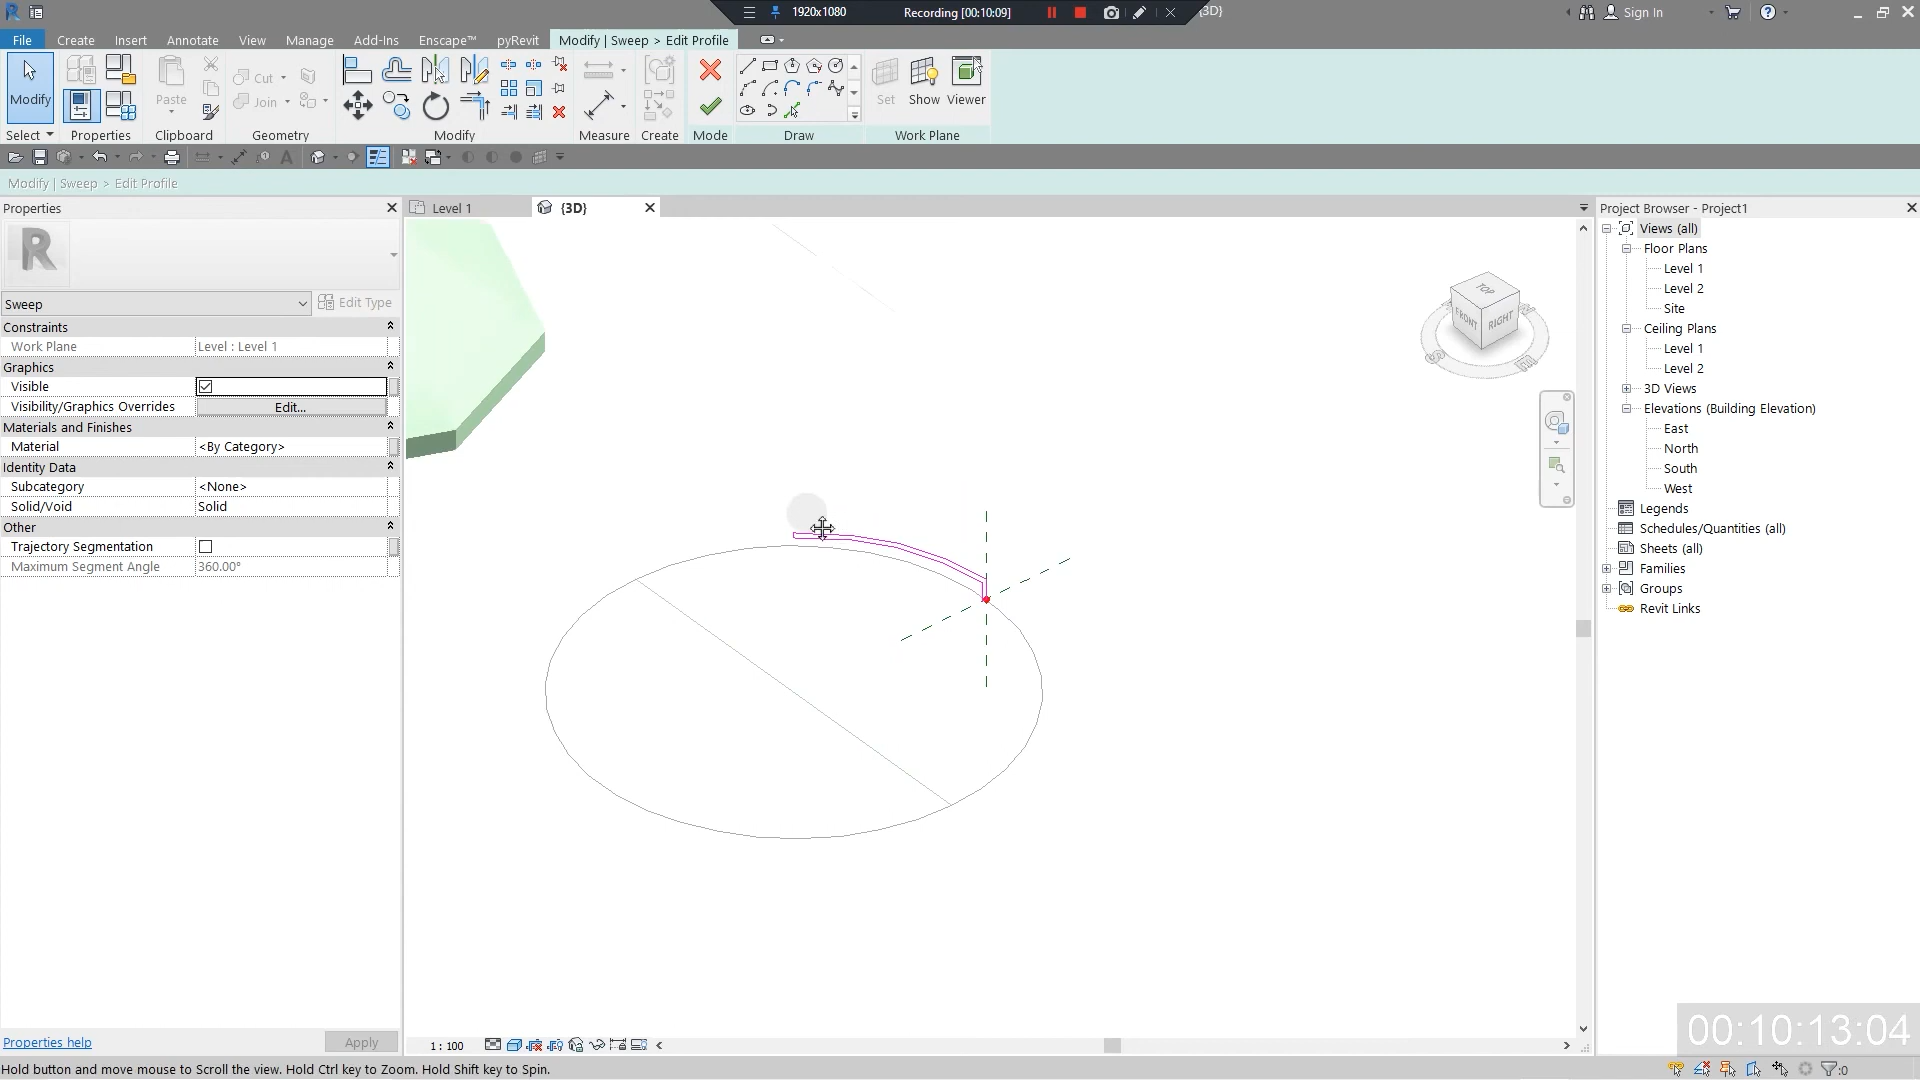 1920x1080
Recording [00:10:09]
{3D}
Sign In
File
Create
Insert
Annotate
View
Manage
Add-Ins
Enscape™
pyRevit
Modify | Sweep > Edit Profile
Modify
Paste
Cut
Join
Set
Show
Viewer
Select
Properties
Clipboard
Geometry
Modify
Measure
Create
Mode
Draw
Work Plane
Modify | Sweep > Edit Profile
Properties
Level 1
{3D}
Project Browser - Project1
R
Sweep
Edit Type
Constraints
Work Plane
Level : Level 1
Graphics
Visible
Visibility/Graphics Overrides
Edit...
Materials and Finishes
Material
<By Category>
Identity Data
Subcategory
<None>
Solid/Void
Solid
Other
Trajectory Segmentation
Maximum Segment Angle
360.00°
TOP
FRONT
RIGHT
S
E
Views (all)
Floor Plans
Level 1
Level 2
Site
Ceiling Plans
Level 1
Level 2
3D Views
Elevations (Building Elevation)
East
North
South
West
Legends
Schedules/Quantities (all)
Sheets (all)
Families
Groups
Revit Links
Properties help
Apply
1 : 100
00:10:13:04
Hold button and move mouse to Scroll the view. Hold Ctrl key to Zoom. Hold Shift key to Spin.
:0